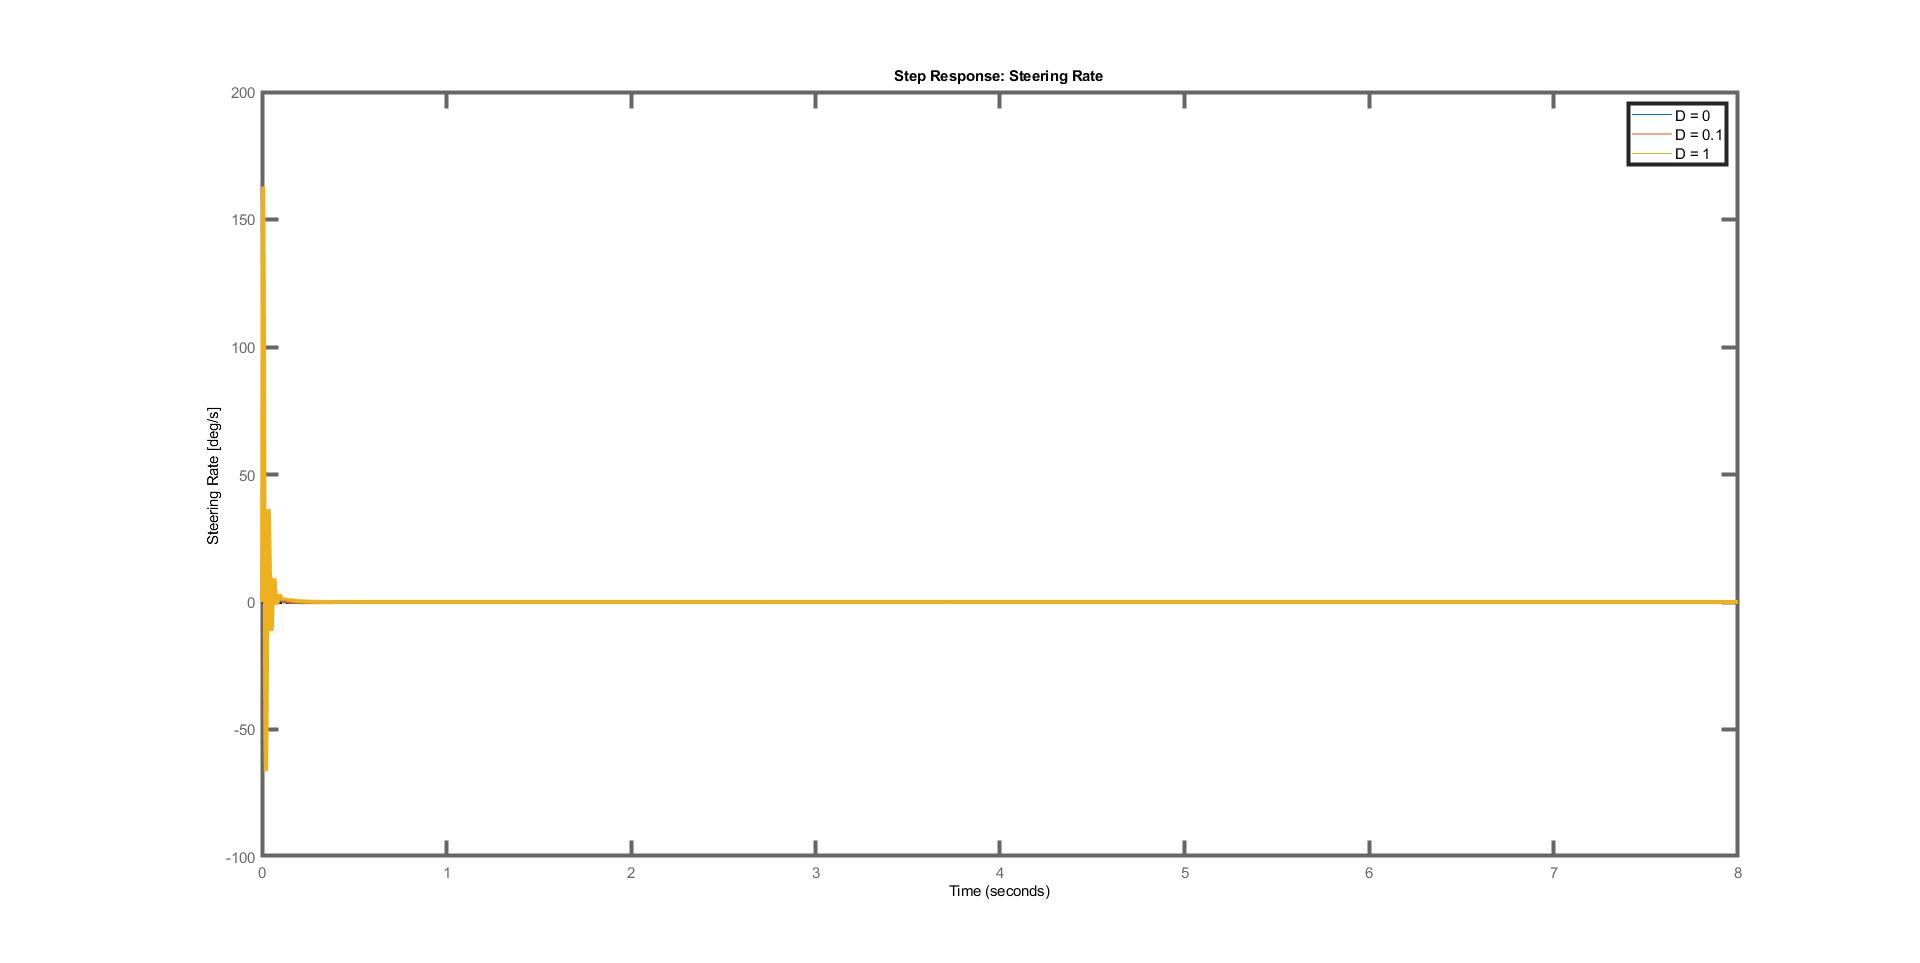 Step Response: Steering Rate
200
150
100
50
0
-50
-100
Steering Rate [deg/s]
D = 0
D = 0.1
D = 1
0 1 2 3 4 5 6 7 8
Time (seconds)